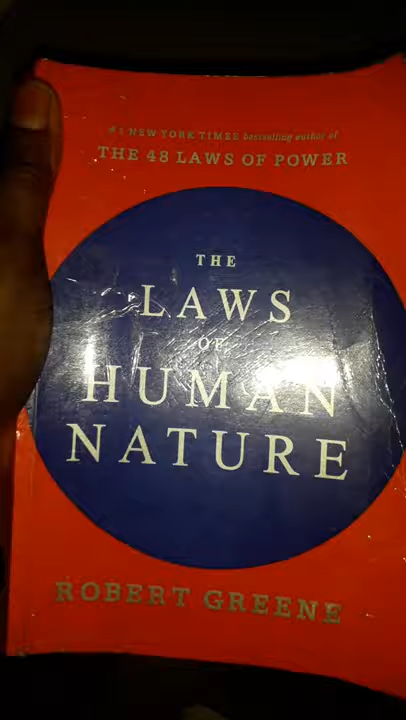 #1 NEW YORK TIMES bestselling author of
THE 48 LAWS OF POWER
THE
LAWS
OF
HUMAN
NATURE
ROBERT GREENE